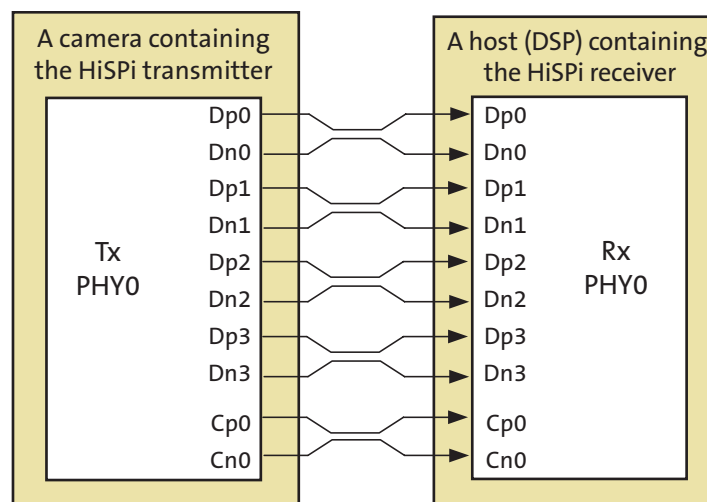 A camera containing
the HiSPi transmitter
A host (DSP) containing
the HiSPi receiver
Tx
PHY0
Dp0
Dn0
Dp1
Dn1
Dp2
Dn2
Dp3
Dn3
Cp0
Cn0
Dp0
Dn0
Dp1
Dn1
Dp2
Dn2
Dp3
Dn3
Cp0
Cn0
Rx
PHY0